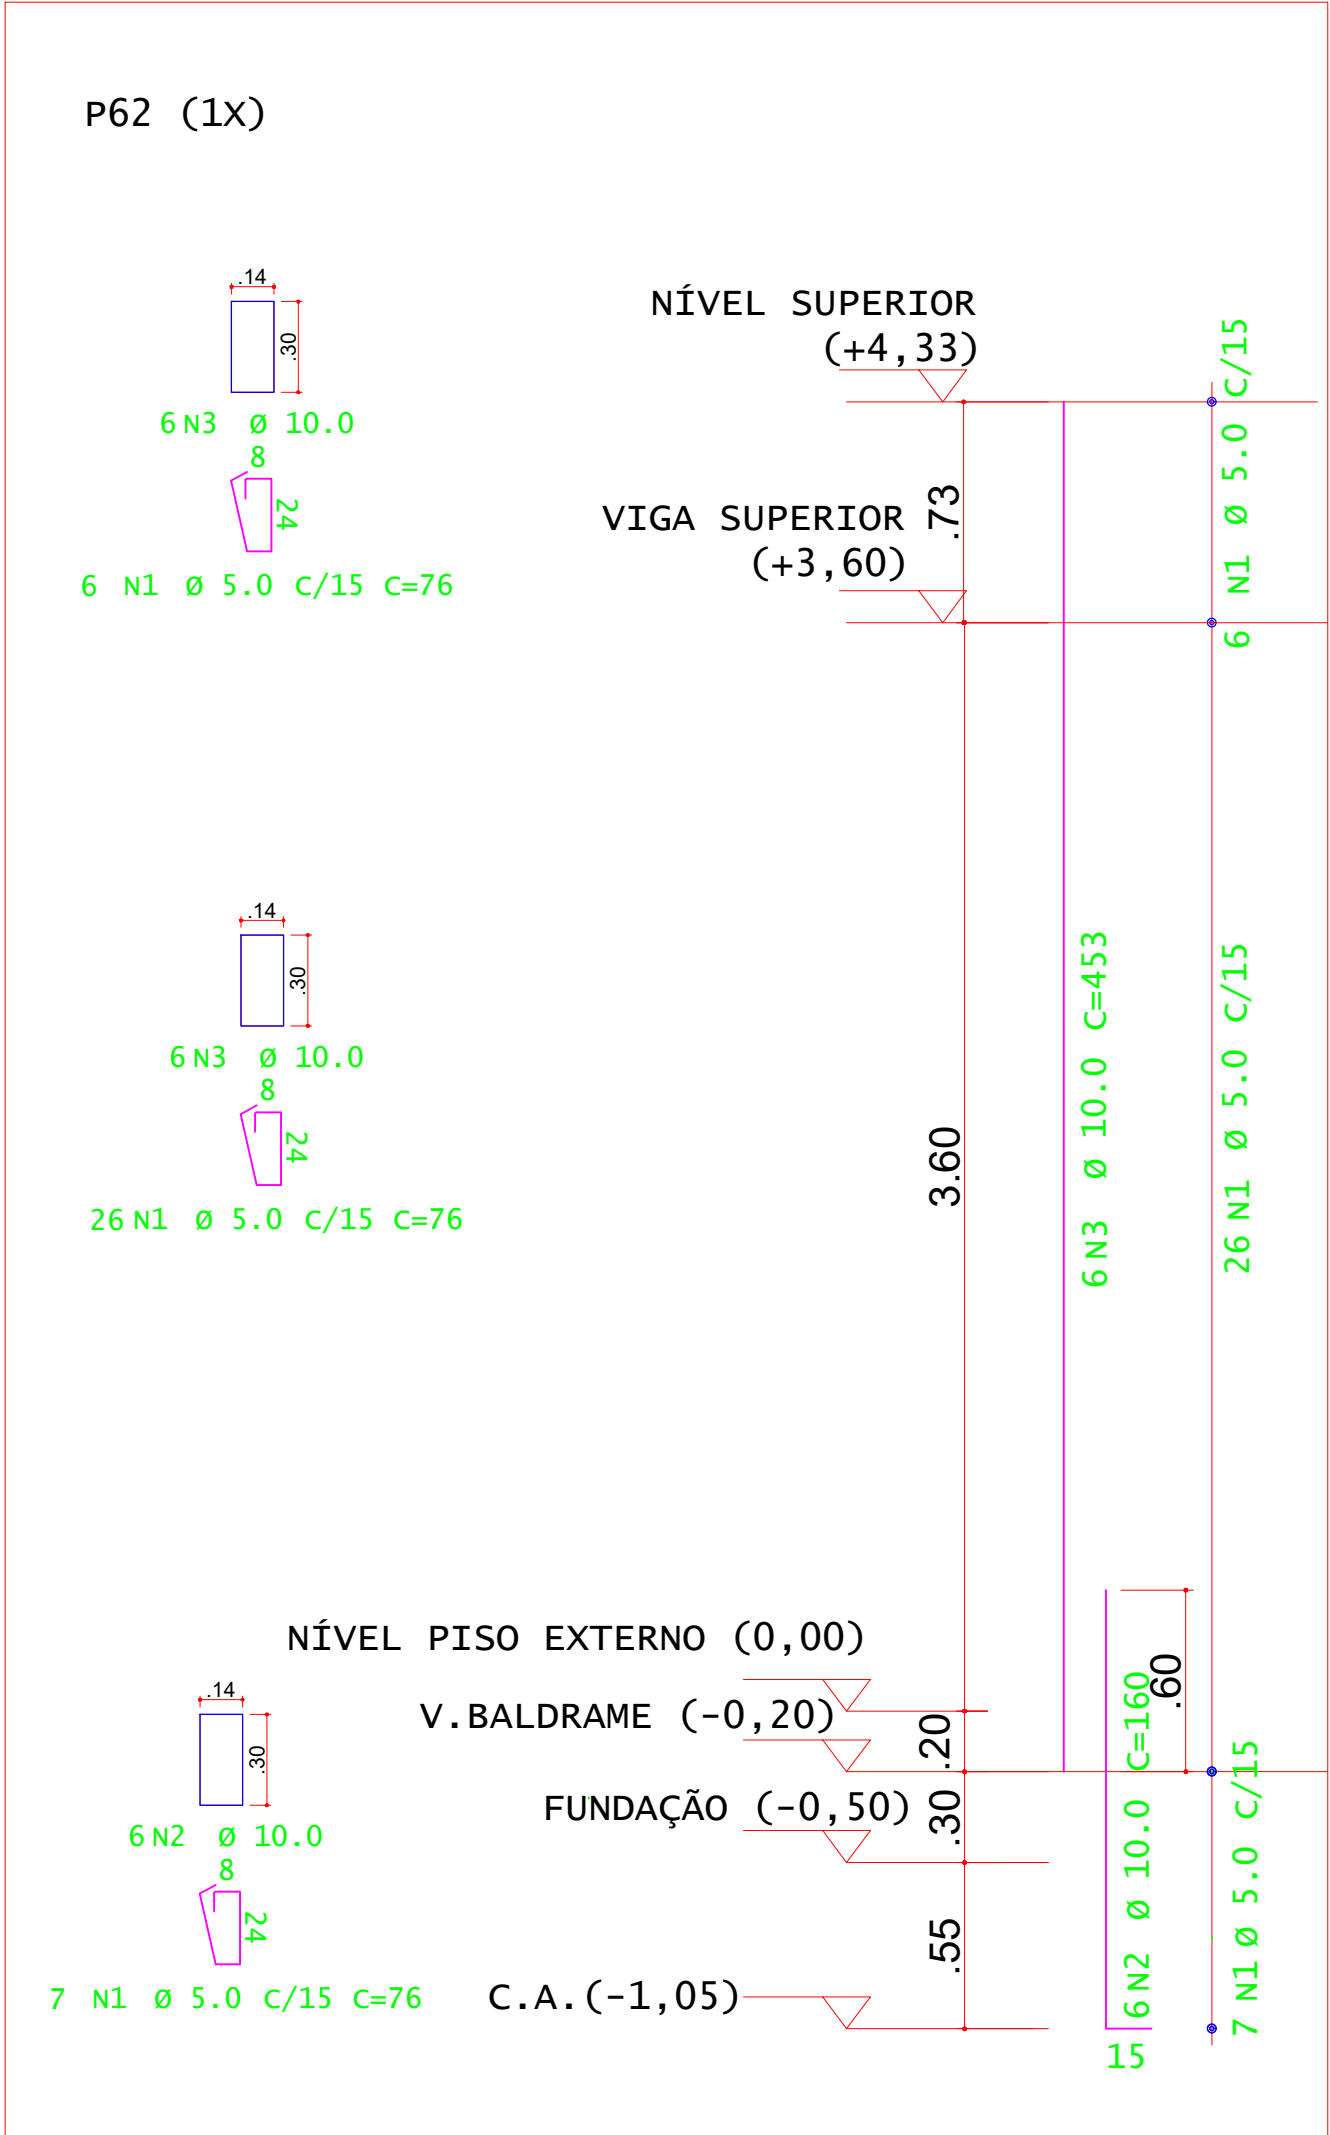 P62 (1X)
.14
.30
6 N3 Ø 10.0
8
24
6 N1 Ø 5.0 C/15 C=76
NÍVEL SUPERIOR
(+4,33)
.73
VIGA SUPERIOR
(+3,60)
6 N1 Ø 5.0 C/15
.14
.30
6 N3 Ø 10.0
8
24
26 N1 Ø 5.0 C/15 C=76
3.60
6 N3 Ø 10.0 C=453
26 N1 Ø 5.0 C/15
NÍVEL PISO EXTERNO (0,00)
V.BALDRAME (-0,20)
.20
FUNDAÇÃO (-0,50)
.30
.55
C.A.(-1,05)
.60
6 N2 Ø 10.0 C=160
15
7 N1 Ø 5.0 C/15
.14
.30
6 N2 Ø 10.0
8
24
7 N1 Ø 5.0 C/15 C=76